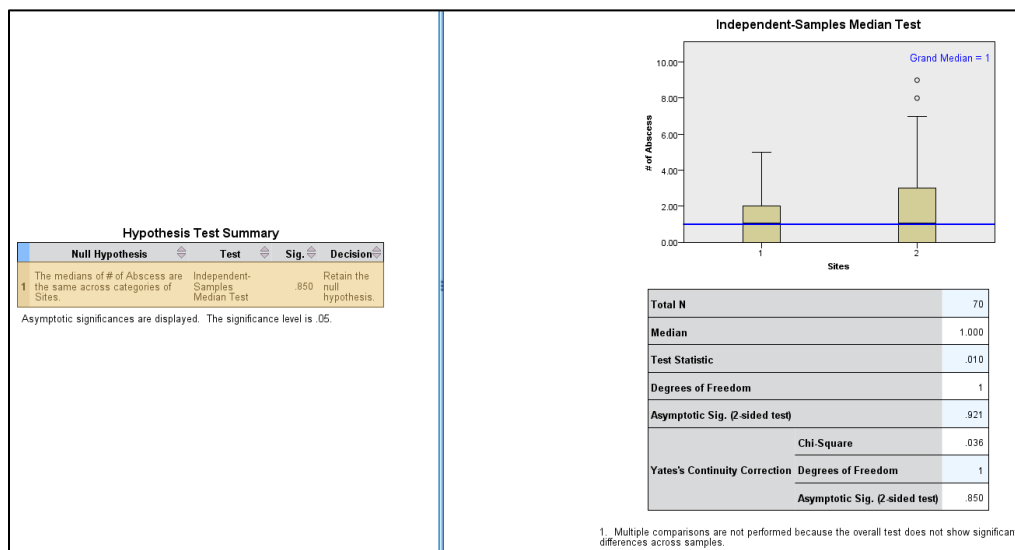 Hypothesis Test Summary
Null Hypothesis Test Sig. Decision
1 The medians of # of Abscess are the same across categories of Sites. Independent-Samples Median Test .850 Retain the null hypothesis.
Asymptotic significances are displayed. The significance level is .05.
Independent-Samples Median Test
Grand Median = 1
10.00
8.00
6.00
4.00
2.00
0.00
# of Abscess
1 2
Sites
Total N 70
Median 1.000
Test Statistic .010
Degrees of Freedom 1
Asymptotic Sig. (2-sided test) .921
Yates's Continuity Correction
Chi-Square .036
Degrees of Freedom 1
Asymptotic Sig. (2-sided test) .850
1. Multiple comparisons are not performed because the overall test does not show significan
differences across samples.